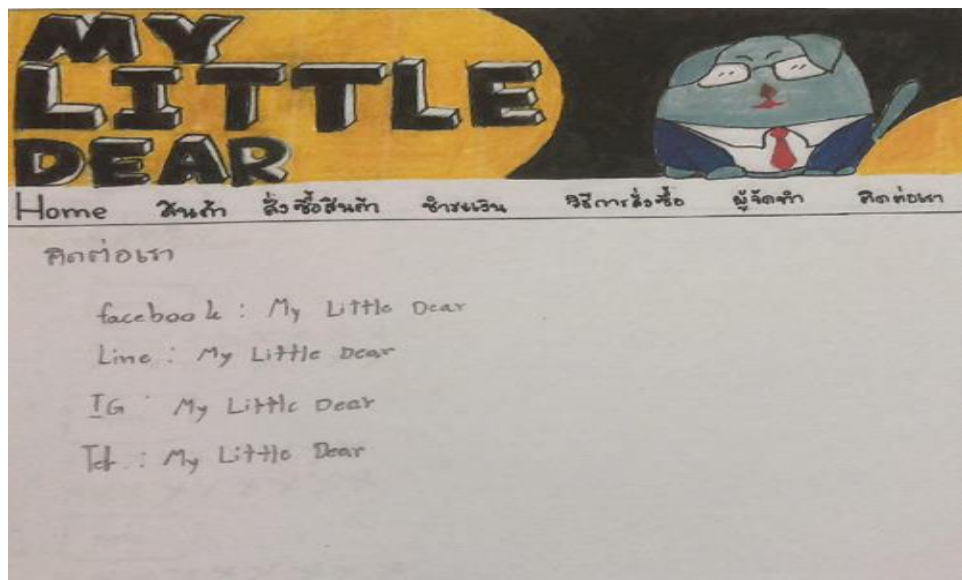 MY
LITTLE
DEAR
Home สินค้า สั่งซื้อสินค้า ชำระเงิน วิธีการสั่งซื้อ ผู้จัดทำ ติดต่อเรา
ติดต่อเรา
facebook : My Little Dear
Line : My Little Dear
IG : My Little Dear
Tel : My Little Dear